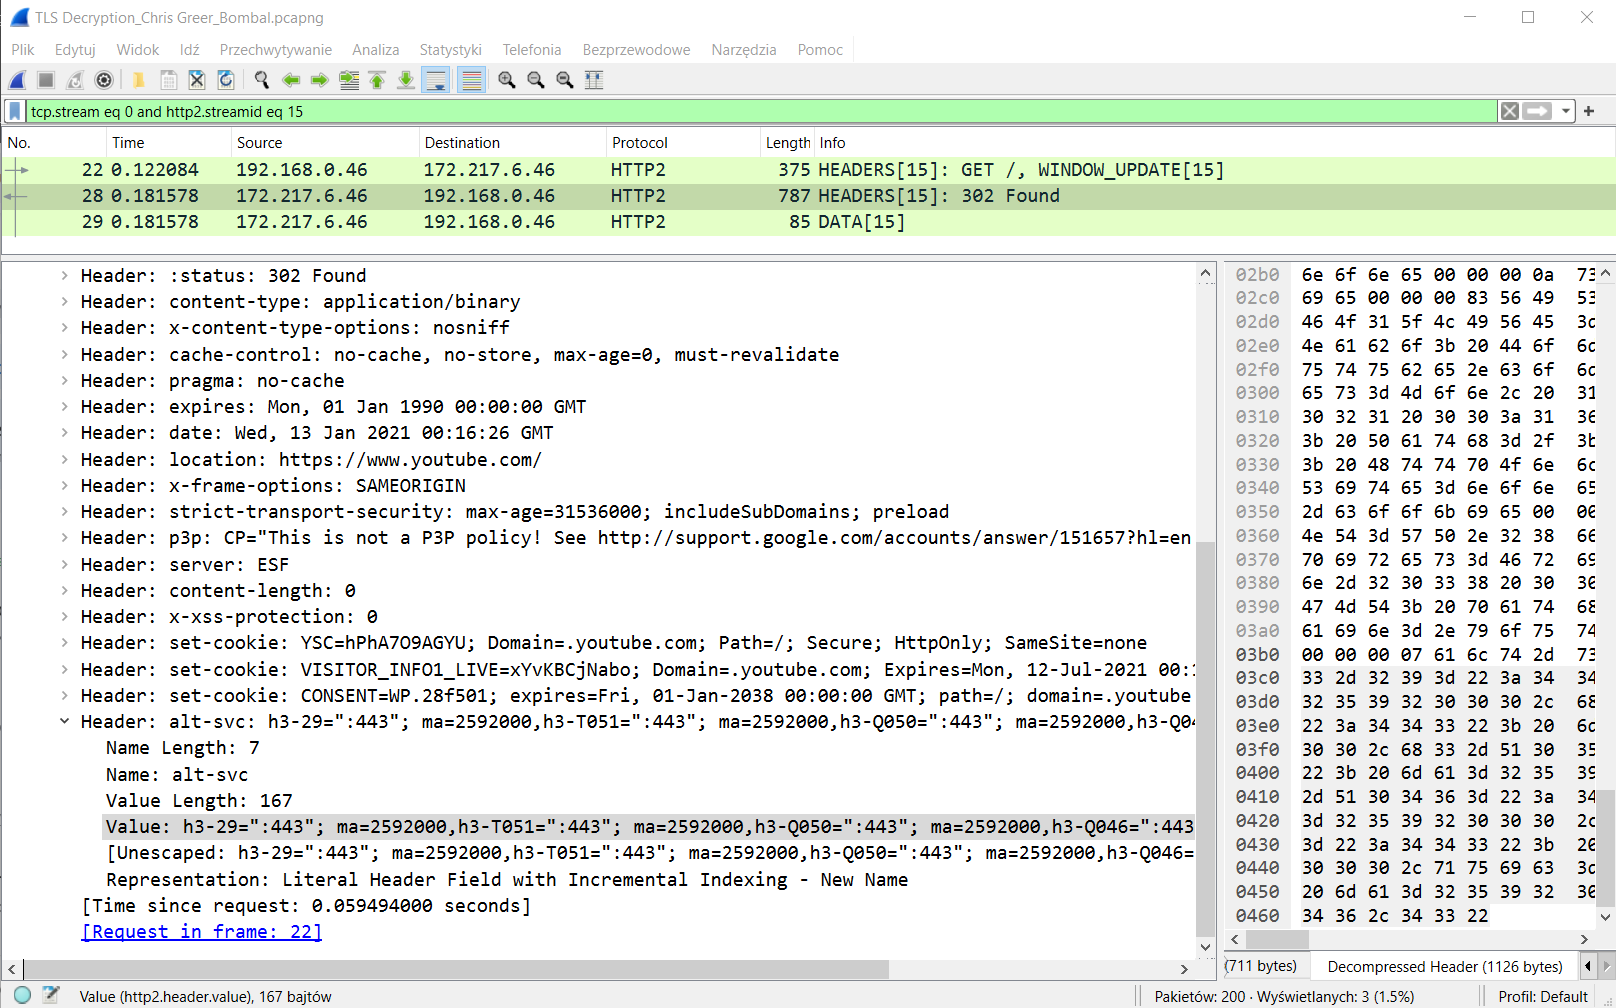 TLS Decryption_Chris Greer_Bombal.pcapng
Plik Edytuj Widok Idź Przechwytywanie Analiza Statystyki Telefonia Bezprzewodowe Narzędzia Pomoc
tcp.stream eq 0 and http2.streamid eq 15
No. Time Source Destination Protocol Length Info
22 0.122084 192.168.0.46 172.217.6.46 HTTP2 375 HEADERS[15]: GET /, WINDOW_UPDATE[15]
28 0.181578 172.217.6.46 192.168.0.46 HTTP2 787 HEADERS[15]: 302 Found
29 0.181578 172.217.6.46 192.168.0.46 HTTP2 85 DATA[15]
Header: :status: 302 Found
Header: content-type: application/binary
Header: x-content-type-options: nosniff
Header: cache-control: no-cache, no-store, max-age=0, must-revalidate
Header: pragma: no-cache
Header: expires: Mon, 01 Jan 1990 00:00:00 GMT
Header: date: Wed, 13 Jan 2021 00:16:26 GMT
Header: location: https://www.youtube.com/
Header: x-frame-options: SAMEORIGIN
Header: strict-transport-security: max-age=31536000; includeSubDomains; preload
Header: p3p: CP="This is not a P3P policy! See http://support.google.com/accounts/answer/151657?hl=en
Header: server: ESF
Header: content-length: 0
Header: x-xss-protection: 0
Header: set-cookie: YSC=hPhA7O9AGYU; Domain=.youtube.com; Path=/; Secure; HttpOnly; SameSite=none
Header: set-cookie: VISITOR_INFO1_LIVE=xYvKBCjNabo; Domain=.youtube.com; Expires=Mon, 12-Jul-2021 00:1
Header: set-cookie: CONSENT=WP.28f501; expires=Fri, 01-Jan-2038 00:00:00 GMT; path=/; domain=.youtube
Header: alt-svc: h3-29=":443"; ma=2592000,h3-T051=":443"; ma=2592000,h3-Q050=":443"; ma=2592000,h3-Q04
Name Length: 7
Name: alt-svc
Value Length: 167
Value: h3-29=":443"; ma=2592000,h3-T051=":443"; ma=2592000,h3-Q050=":443"; ma=2592000,h3-Q046=":443
[Unescaped: h3-29=":443"; ma=2592000,h3-T051=":443"; ma=2592000,h3-Q050=":443"; ma=2592000,h3-Q046=
Representation: Literal Header Field with Incremental Indexing - New Name
[Time since request: 0.059494000 seconds]
[Request in frame: 22]
02b0 6e 6f 6e 65 00 00 00 0a 73
02c0 69 65 00 00 00 83 56 49 53
02d0 46 4f 31 5f 4c 49 56 45 3d
02e0 4e 61 62 6f 3b 20 44 6f 6d
02f0 75 74 75 62 65 2e 63 6f 6d
0300 65 73 3d 4d 6f 6e 2c 20 31
0310 30 32 31 20 30 30 3a 31 36
0320 3b 20 50 61 74 68 3d 2f 3b
0330 3b 20 48 74 74 70 4f 6e 6c
0340 53 69 74 65 3d 6e 6f 6e 65
0350 2d 63 6f 6f 6b 69 65 00 00
0360 4e 54 3d 57 50 2e 32 38 66
0370 70 69 72 65 73 3d 46 72 69
0380 6e 2d 32 30 33 38 20 30 30
0390 47 4d 54 3b 20 70 61 74 68
03a0 61 69 6e 3d 2e 79 6f 75 74
03b0 00 00 00 07 61 6c 74 2d 73
03c0 33 2d 32 39 3d 22 3a 34 34
03d0 32 35 39 32 30 30 30 2c 68
03e0 22 3a 34 34 33 22 3b 20 6d
03f0 30 30 2c 68 33 2d 51 30 35
0400 22 3b 20 6d 61 3d 32 35 39
0410 2d 51 30 34 36 3d 22 3a 34
0420 3d 32 35 39 32 30 30 30 2c
0430 3d 22 3a 34 34 33 22 3b 20
0440 30 30 30 2c 71 75 69 63 3d
0450 20 6d 61 3d 32 35 39 32 30
0460 34 36 2c 34 33 22
(711 bytes) Decompressed Header (1126 bytes)
Value (http2.header.value), 167 bajtów Pakietów: 200 · Wyświetlanych: 3 (1.5%) Profil: Default